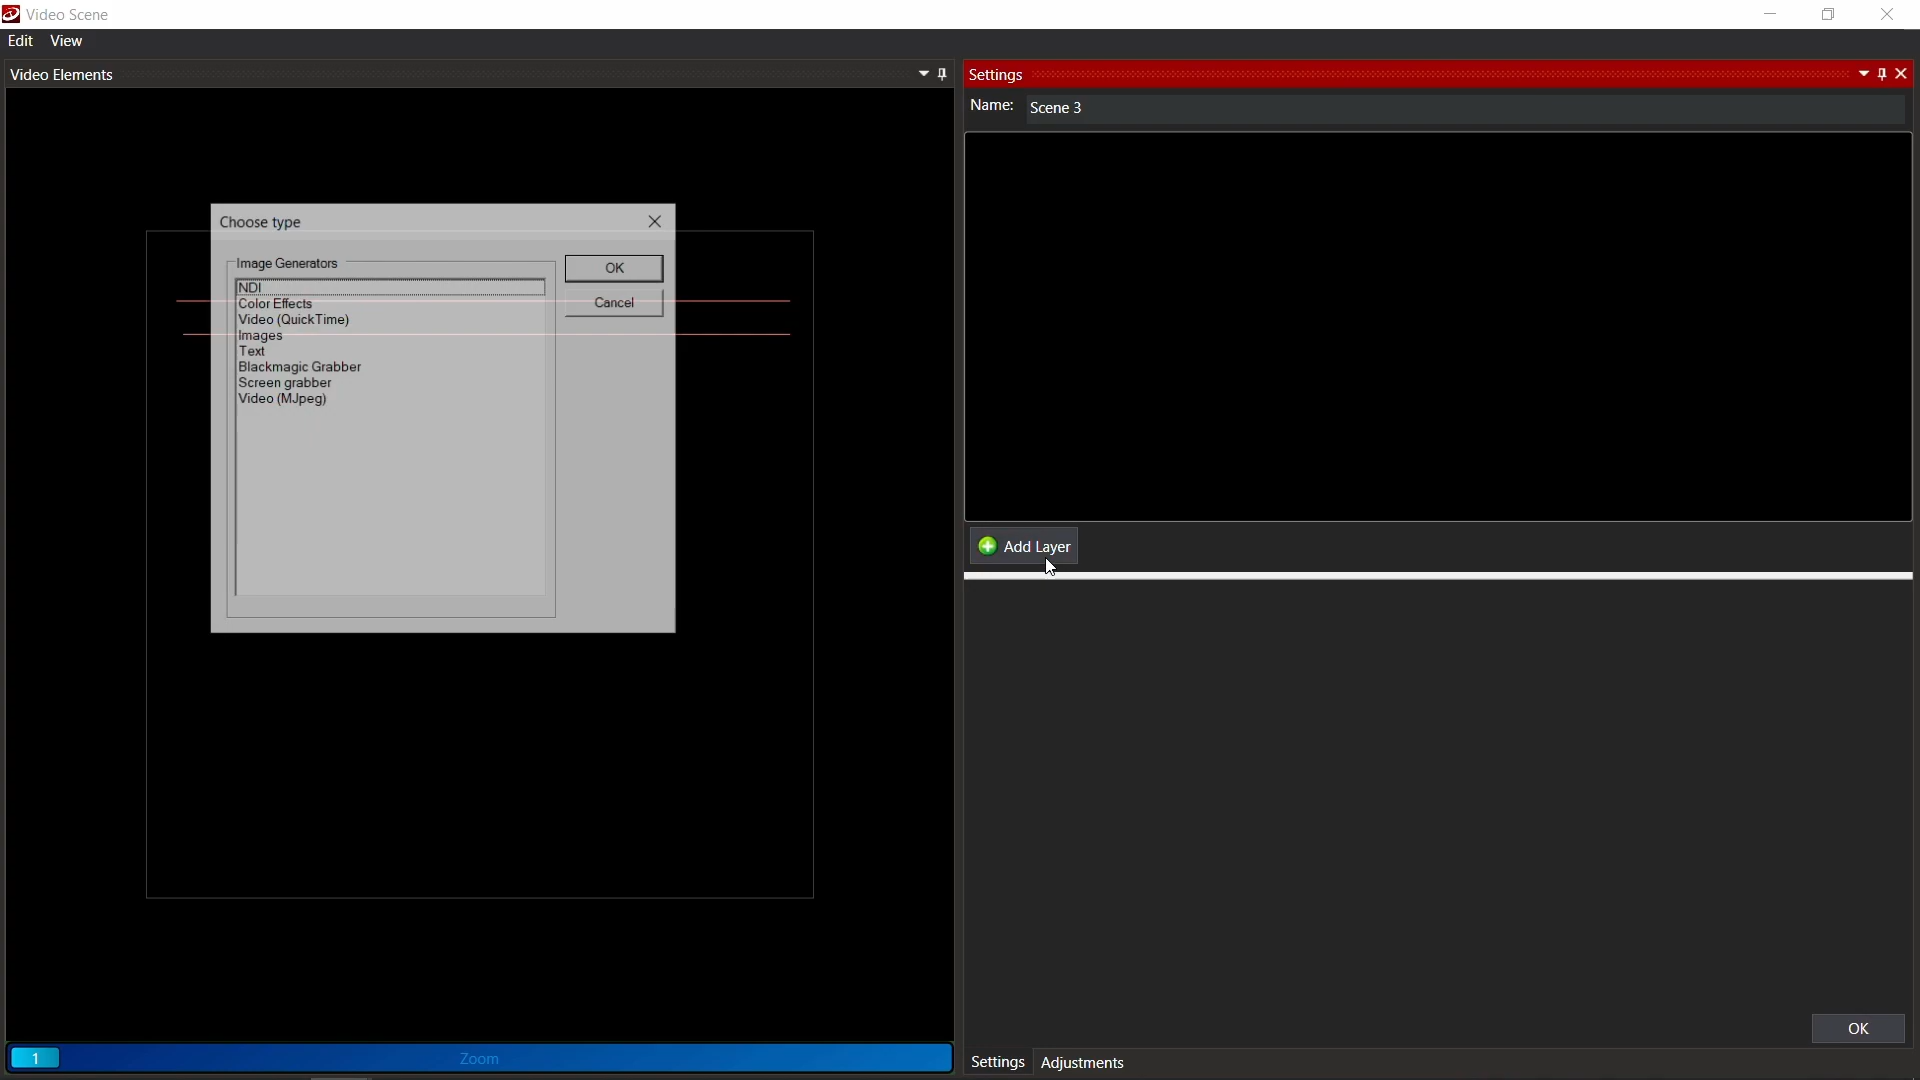 Video Scene
Edit View
Video Elements
Settings
Name: Scene 3
Choose type
Image Generators
OK
NDI
Color Effects
Cancel
Video (QuickTime)
Images
Text
Blackmagic Grabber
Screen grabber
Video (MJpeg)
Add Layer
OK
1 Zoom
Settings Adjustments